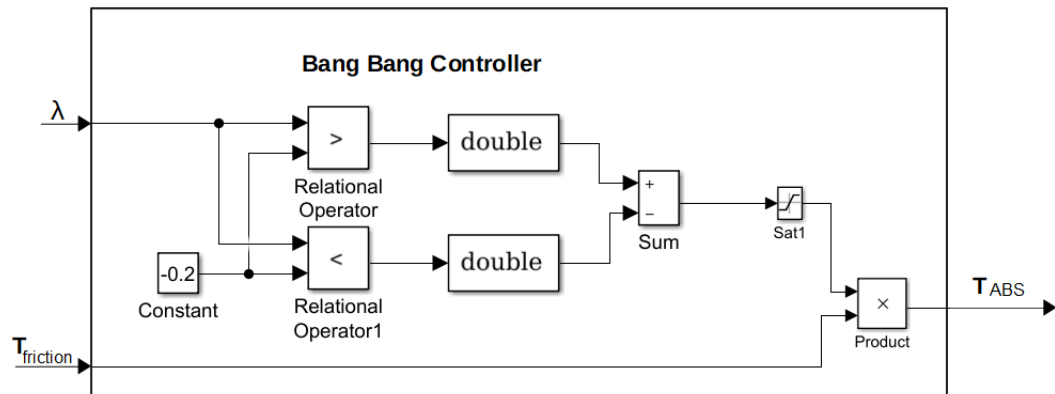 Bang Bang Controller
λ
>
double
Relational
Operator
+
−
Sum
Sat1
-0.2
Constant
<
double
Relational
Operator1
×
Product
T ABS
Tfriction